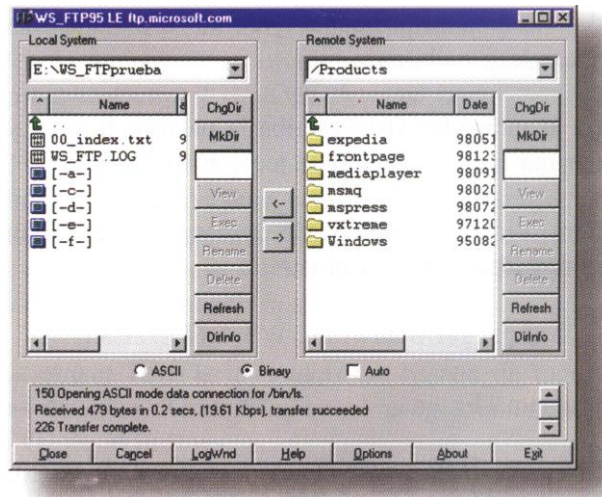 WS_FTP95 LE ftp.microsoft.com
Local System
E:\WS_FTPprueba
^ Name
..
00_index.txt 9
WS_FTP.LOG 9
[-a-]
[-c-]
[-d-]
[-e-]
[-f-]
ChgDir
MkDir
View
Exec
Rename
Delete
Refresh
DirInfo
<-
->
Remote System
/Products
^ Name Date
..
expedia 98051
frontpage 98123
mediaplayer 98091
msmq 98020
mspress 98072
vxtreme 97120
Windows 95082
ChgDir
MkDir
View
Exec
Rename
Delete
Refresh
DirInfo
ASCII Binary Auto
150 Opening ASCII mode data connection for /bin/ls.
Received 479 bytes in 0.2 secs, (19.61 Kbps), transfer succeeded
226 Transfer complete.
Close Cancel LogWnd Help Options About Exit